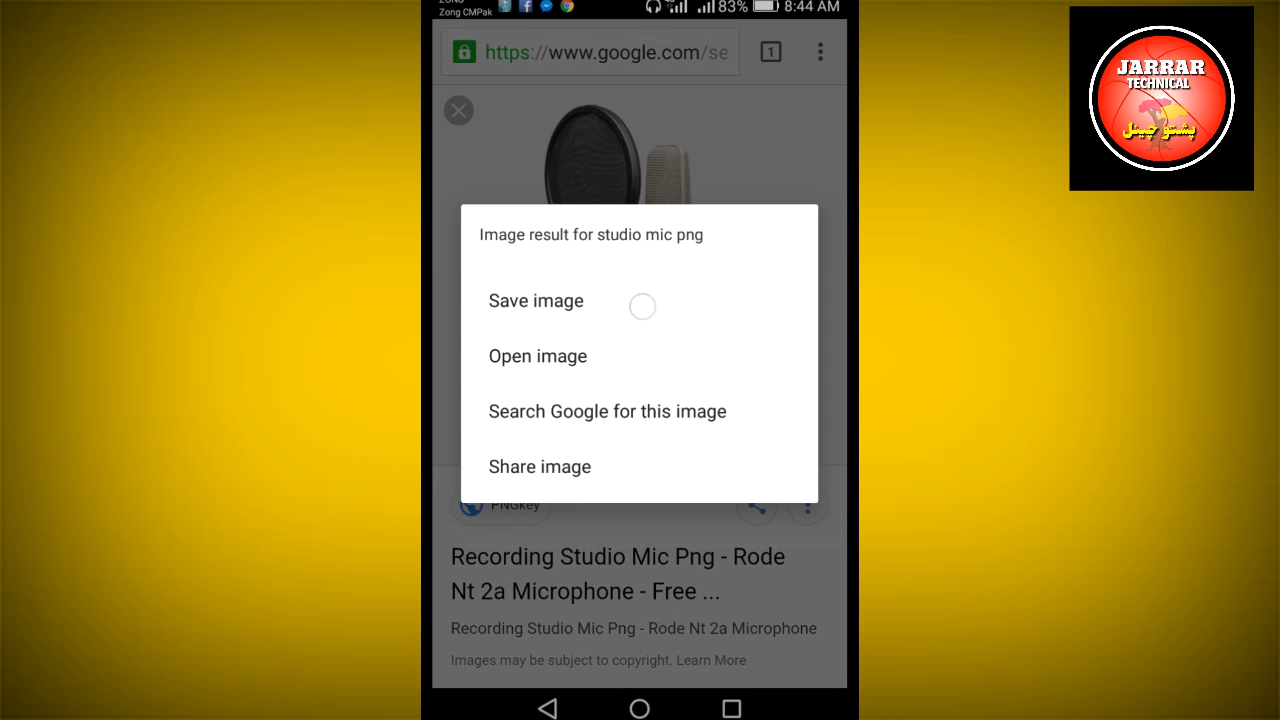 Zong CMPak
83% 8:44 AM
https://www.google.com/se
1
JARRAR
TECHNICAL
پشتو چینل
Image result for studio mic png
Save image
Open image
Search Google for this image
Share image
PNGkey
Recording Studio Mic Png - Rode
Nt 2a Microphone - Free ...
Recording Studio Mic Png - Rode Nt 2a Microphone
Images may be subject to copyright. Learn More